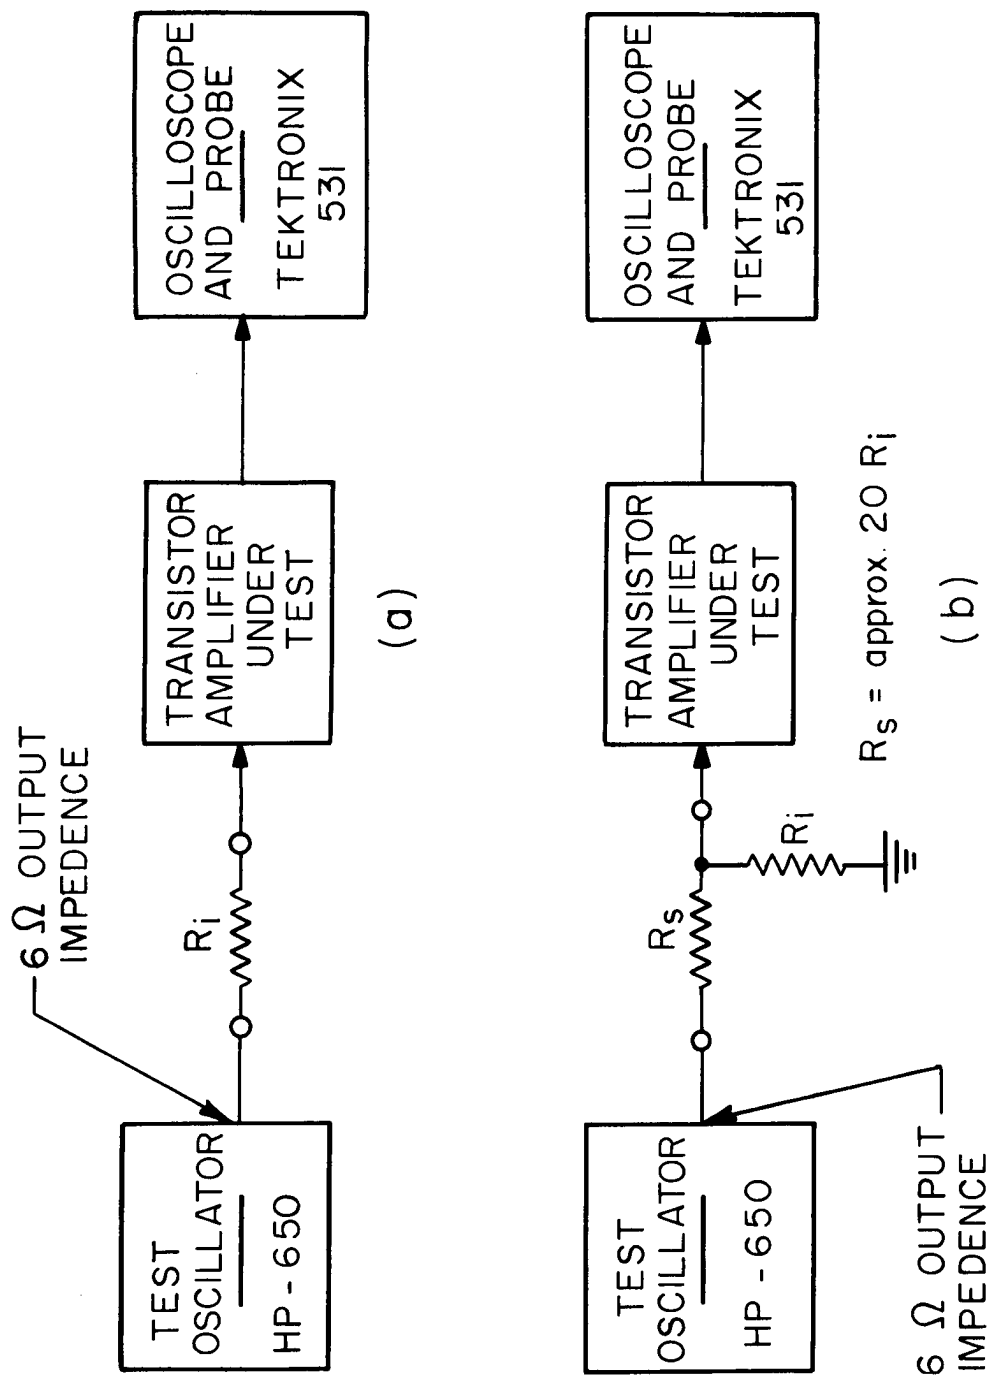 6 Ω OUTPUT
IMPEDENCE
TEST
OSCILLATOR
HP-650
Ri
TRANSISTOR
AMPLIFIER
UNDER
TEST
OSCILLOSCOPE
AND PROBE
TEKTRONIX
531
(a)
TEST
OSCILLATOR
HP-650
Rs
Ri
TRANSISTOR
AMPLIFIER
UNDER
TEST
OSCILLOSCOPE
AND PROBE
TEKTRONIX
531
6 Ω OUTPUT
IMPEDENCE
Rs = approx. 20 Ri
(b)